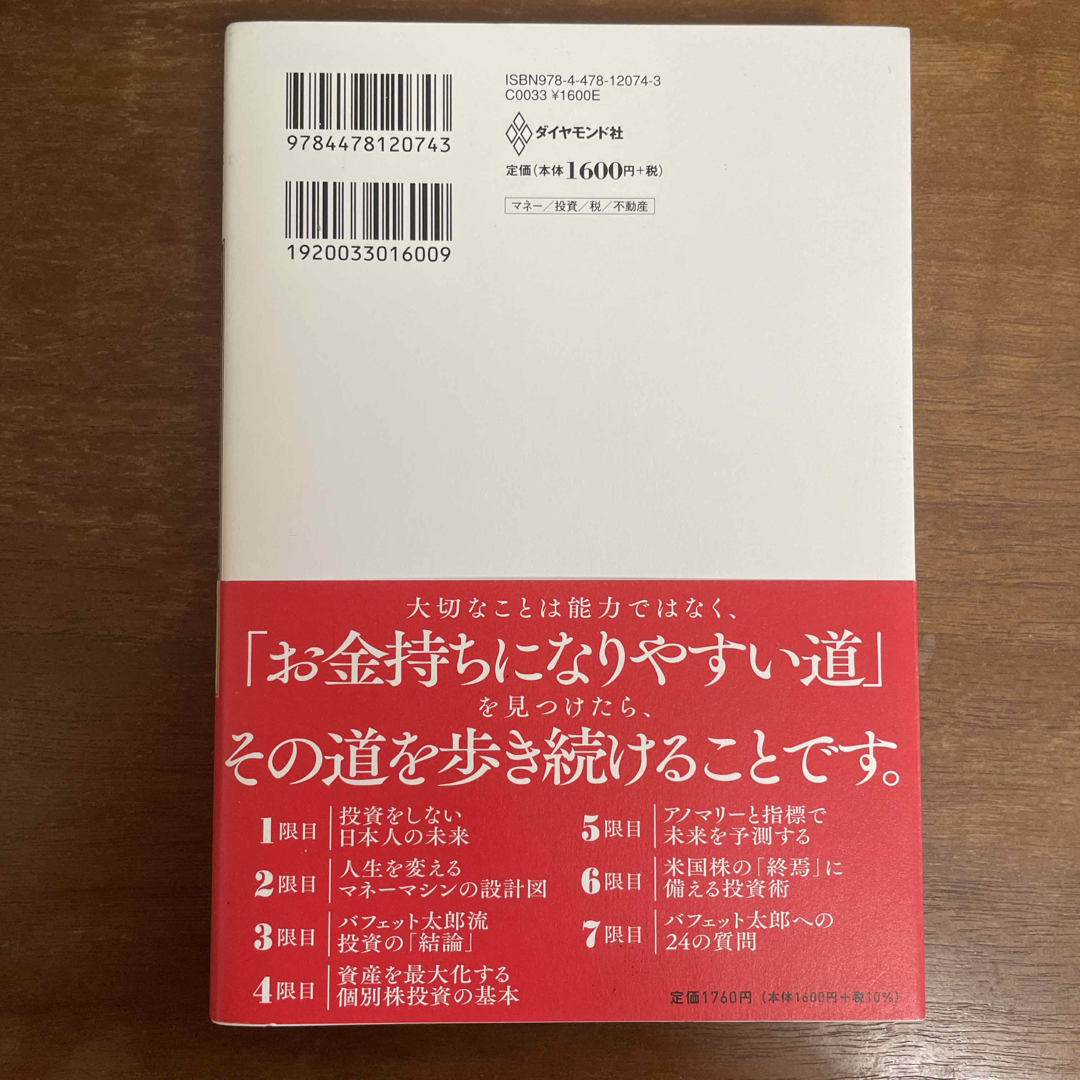 9784478120743
1920033016009
ISBN978-4-478-12074-3
C0033 ¥1600E
ダイヤモンド社
定価(本体1600円+税)
マネー/投資/税/不動産
大切なことは能力ではなく、
「お金持ちになりやすい道」
を見つけたら、
その道を歩き続けることです。
1限目
投資をしない
日本人の未来
2限目
人生を変える
マネーマシンの設計図
3限目
バフェット太郎流
投資の「結論」
4限目
資産を最大化する
個別株投資の基本
5限目
アノマリーと指標で
未来を予測する
6限目
米国株の「終焉」に
備える投資術
7限目
バフェット太郎への
24の質問
定価1760円(本体1600円+税10%)